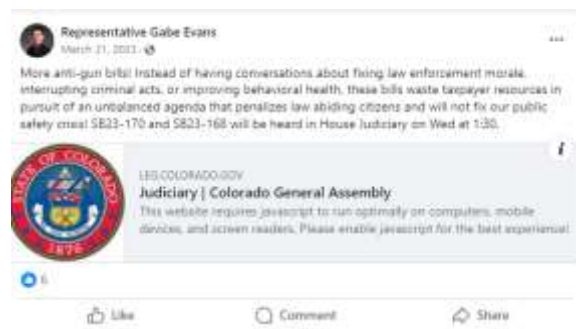 Representative Gabe Evans
March 21, 2023
More anti-gun bills! Instead of having conversations about fixing law enforcement morale,
interrupting criminal acts, or improving behavioral health, these bills waste taxpayer resources in
pursuit of an unbalanced agenda that penalizes law abiding citizens and will not fix our public
safety crisis! SB23-170 and SB23-168 will be heard in House Judiciary on Wed at 1:30.
STATE OF COLORADO
1876
LEG.COLORADO.GOV
Judiciary | Colorado General Assembly
This website requires javascript to run optimally on computers, mobile
devices, and screen readers. Please enable javascript for the best experience!
6
Like
Comment
Share